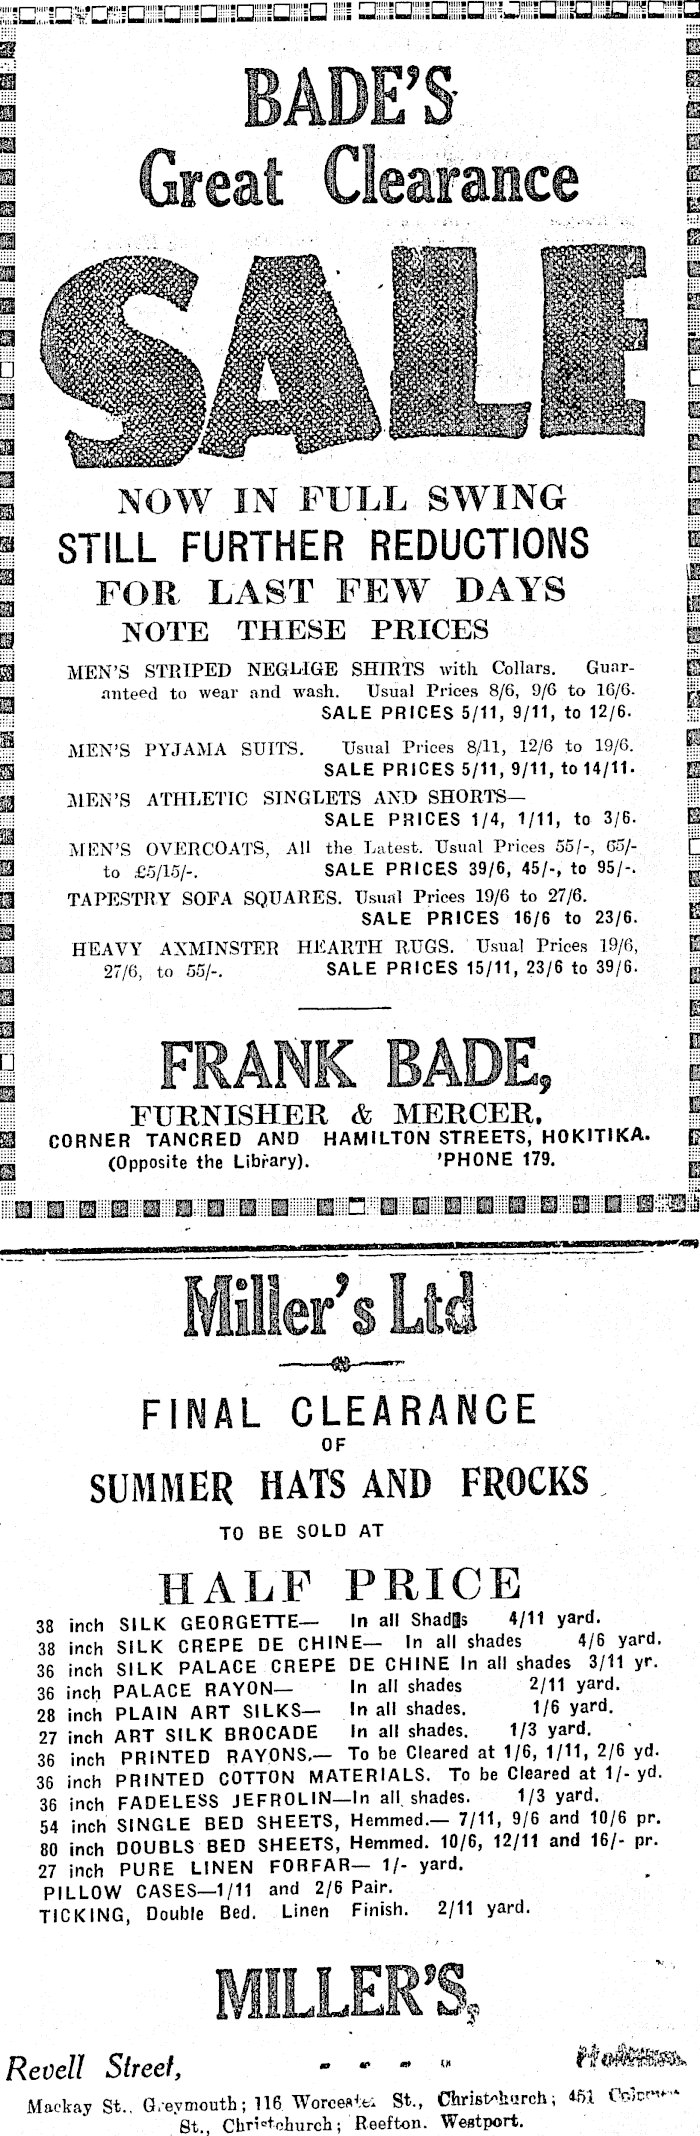 BADE'S
Great Clearance
SALE
NOW IN FULL SWING
STILL FURTHER REDUCTIONS
FOR LAST FEW DAYS
NOTE THESE PRICES
MEN'S STRIPED NEGLIGE SHIRTS with Collars. Guar-
anteed to wear and wash. Usual Prices 8/6, 9/6 to 16/6.
SALE PRICES 5/11, 9/11, to 12/6.
MEN'S PYJAMA SUITS. Usual Prices 8/11, 12/6 to 19/6.
SALE PRICES 5/11, 9/11, to 14/11.
MEN'S ATHLETIC SINGLETS AND SHORTS—
SALE PRICES 1/4, 1/11, to 3/6.
MEN'S OVERCOATS, All the Latest. Usual Prices 55/-, 65/-
to £5/15/-. SALE PRICES 39/6, 45/-, to 95/-.
TAPESTRY SOFA SQUARES. Usual Prices 19/6 to 27/6.
SALE PRICES 16/6 to 23/6.
HEAVY AXMINSTER HEARTH RUGS. Usual Prices 19/6,
27/6, to 55/-. SALE PRICES 15/11, 23/6 to 39/6.
FRANK BADE,
FURNISHER & MERCER.
CORNER TANCRED AND HAMILTON STREETS, HOKITIKA.
(Opposite the Library). 'PHONE 179.
Miller's Ltd
FINAL CLEARANCE
OF
SUMMER HATS AND FROCKS
TO BE SOLD AT
HALF PRICE
38 inch SILK GEORGETTE— In all Shades 4/11 yard.
38 inch SILK CREPE DE CHINE— In all shades 4/6 yard.
36 inch SILK PALACE CREPE DE CHINE In all shades 3/11 yr.
36 inch PALACE RAYON— In all shades 2/11 yard.
28 inch PLAIN ART SILKS— In all shades. 1/6 yard.
27 inch ART SILK BROCADE In all shades. 1/3 yard.
36 inch PRINTED RAYONS.— To be Cleared at 1/6, 1/11, 2/6 yd.
36 inch PRINTED COTTON MATERIALS. To be Cleared at 1/- yd.
36 inch FADELESS JEFROLIN—In all shades. 1/3 yard.
54 inch SINGLE BED SHEETS, Hemmed.— 7/11, 9/6 and 10/6 pr.
80 inch DOUBLS BED SHEETS, Hemmed. 10/6, 12/11 and 16/- pr.
27 inch PURE LINEN FORFAR— 1/- yard.
PILLOW CASES—1/11 and 2/6 Pair.
TICKING, Double Bed. Linen Finish. 2/11 yard.
MILLER'S,
Revell Street, - - - -
Mackay St., Greymouth; 116 Worcester St., Christchurch; 451
St., Christchurch; Reefton. Westport.